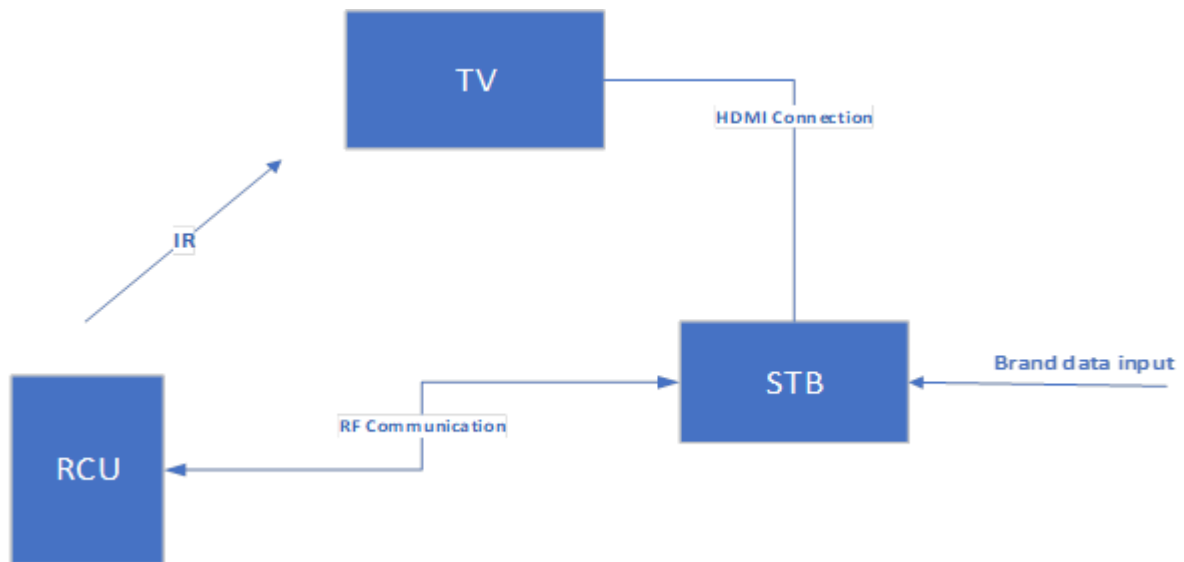 TV
HDMI Connection
IR
STB
Brand data input
RF Communication
RCU